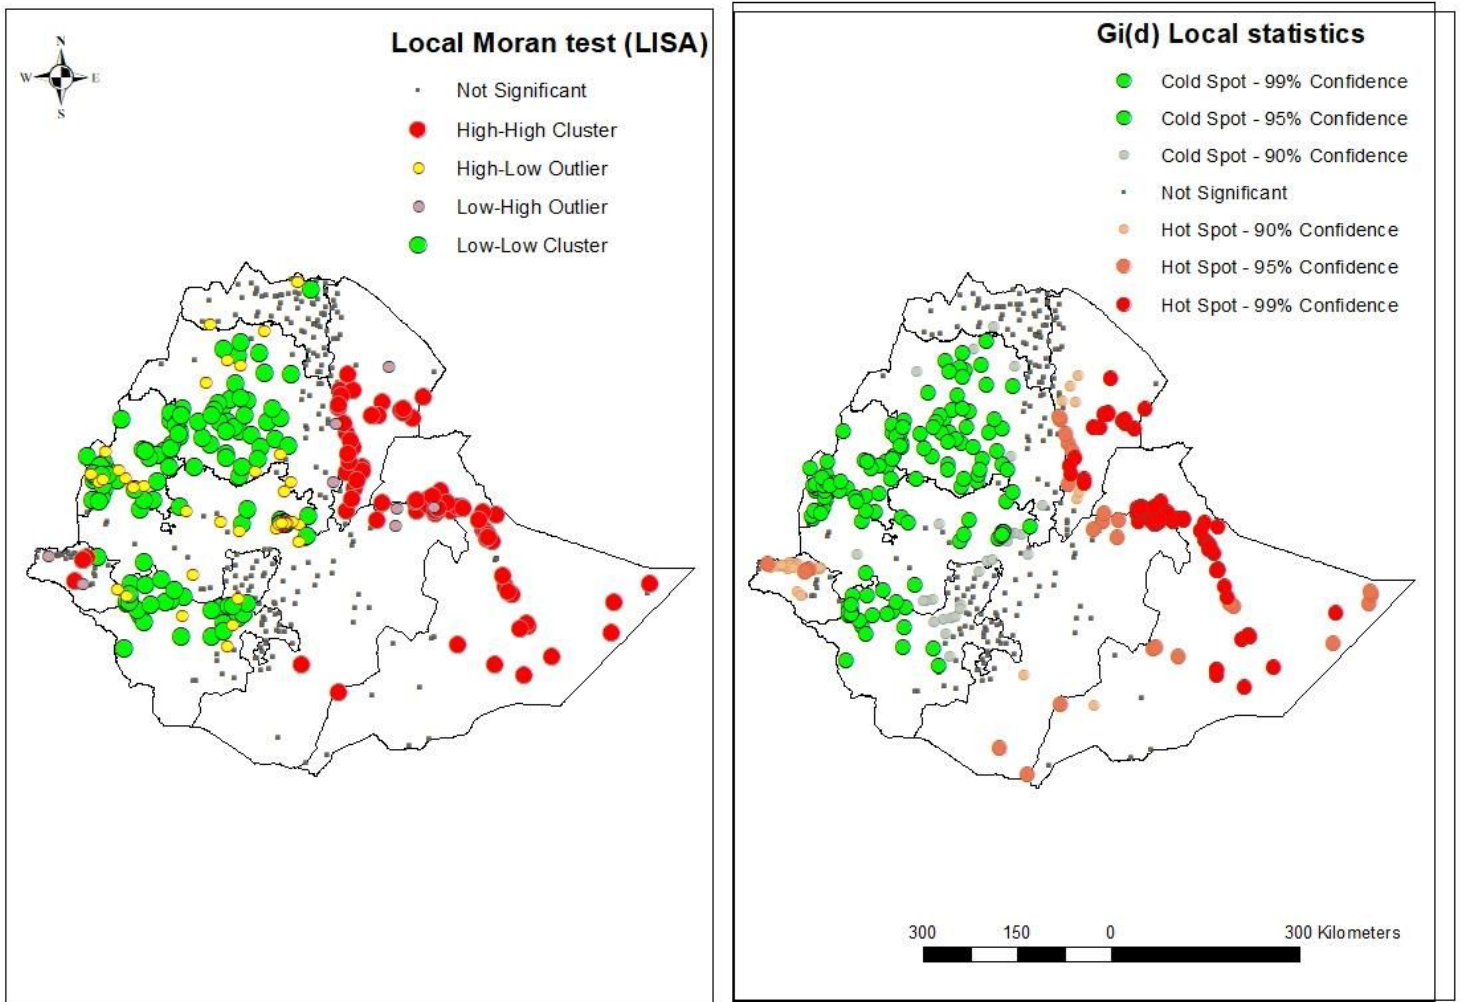 Local Moran test (LISA)
N
W E
S
Not Significant
High-High Cluster
High-Low Outlier
Low-High Outlier
Low-Low Cluster
Gi(d) Local statistics
Cold Spot - 99% Confidence
Cold Spot - 95% Confidence
Cold Spot - 90% Confidence
Not Significant
Hot Spot - 90% Confidence
Hot Spot - 95% Confidence
Hot Spot - 99% Confidence
300 150 0 300 Kilometers